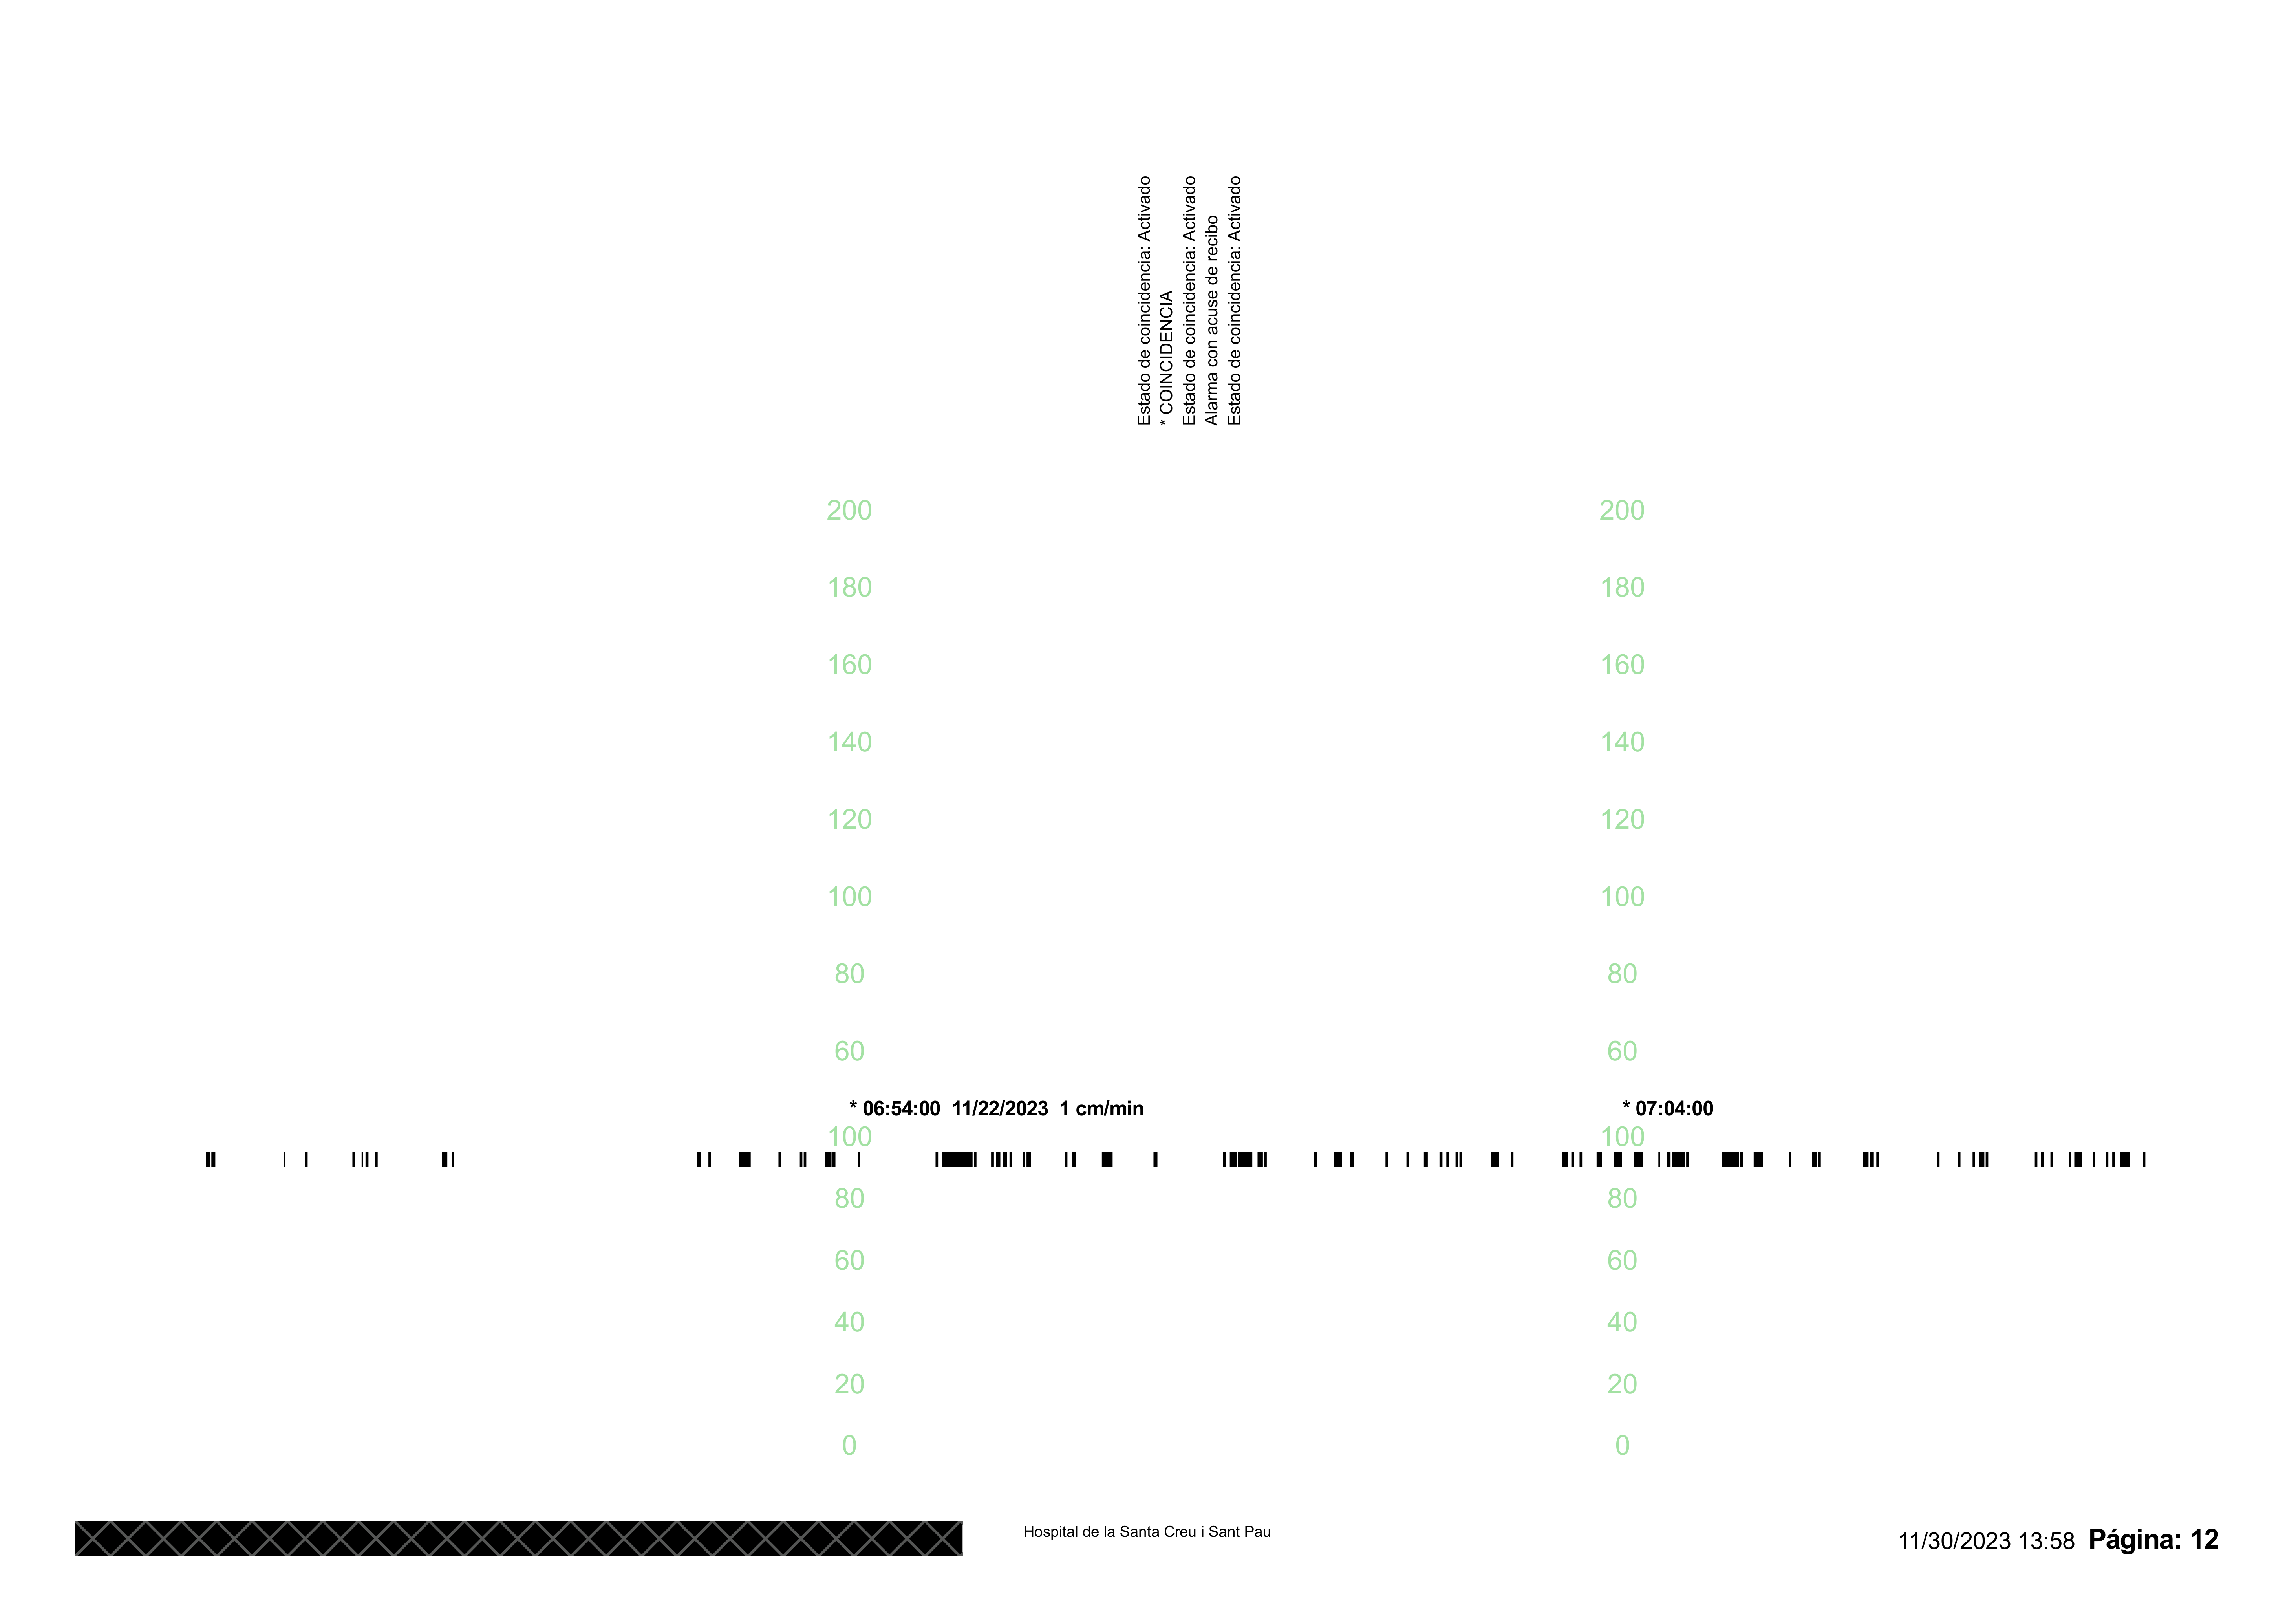 Estado de coincidencia: Activado
* COINCIDENCIA
Estado de coincidencia: Activado
Alarma con acuse de recibo
Estado de coincidencia: Activado
200 200
180 180
160 160
140 140
120 120
100 100
80 80
60 60
* 06:54:00 11/22/2023 1 cm/min * 07:04:00
100 100
80 80
60 60
40 40
20 20
0 0
Hospital de la Santa Creu i Sant Pau
11/30/2023 13:58 Página: 12